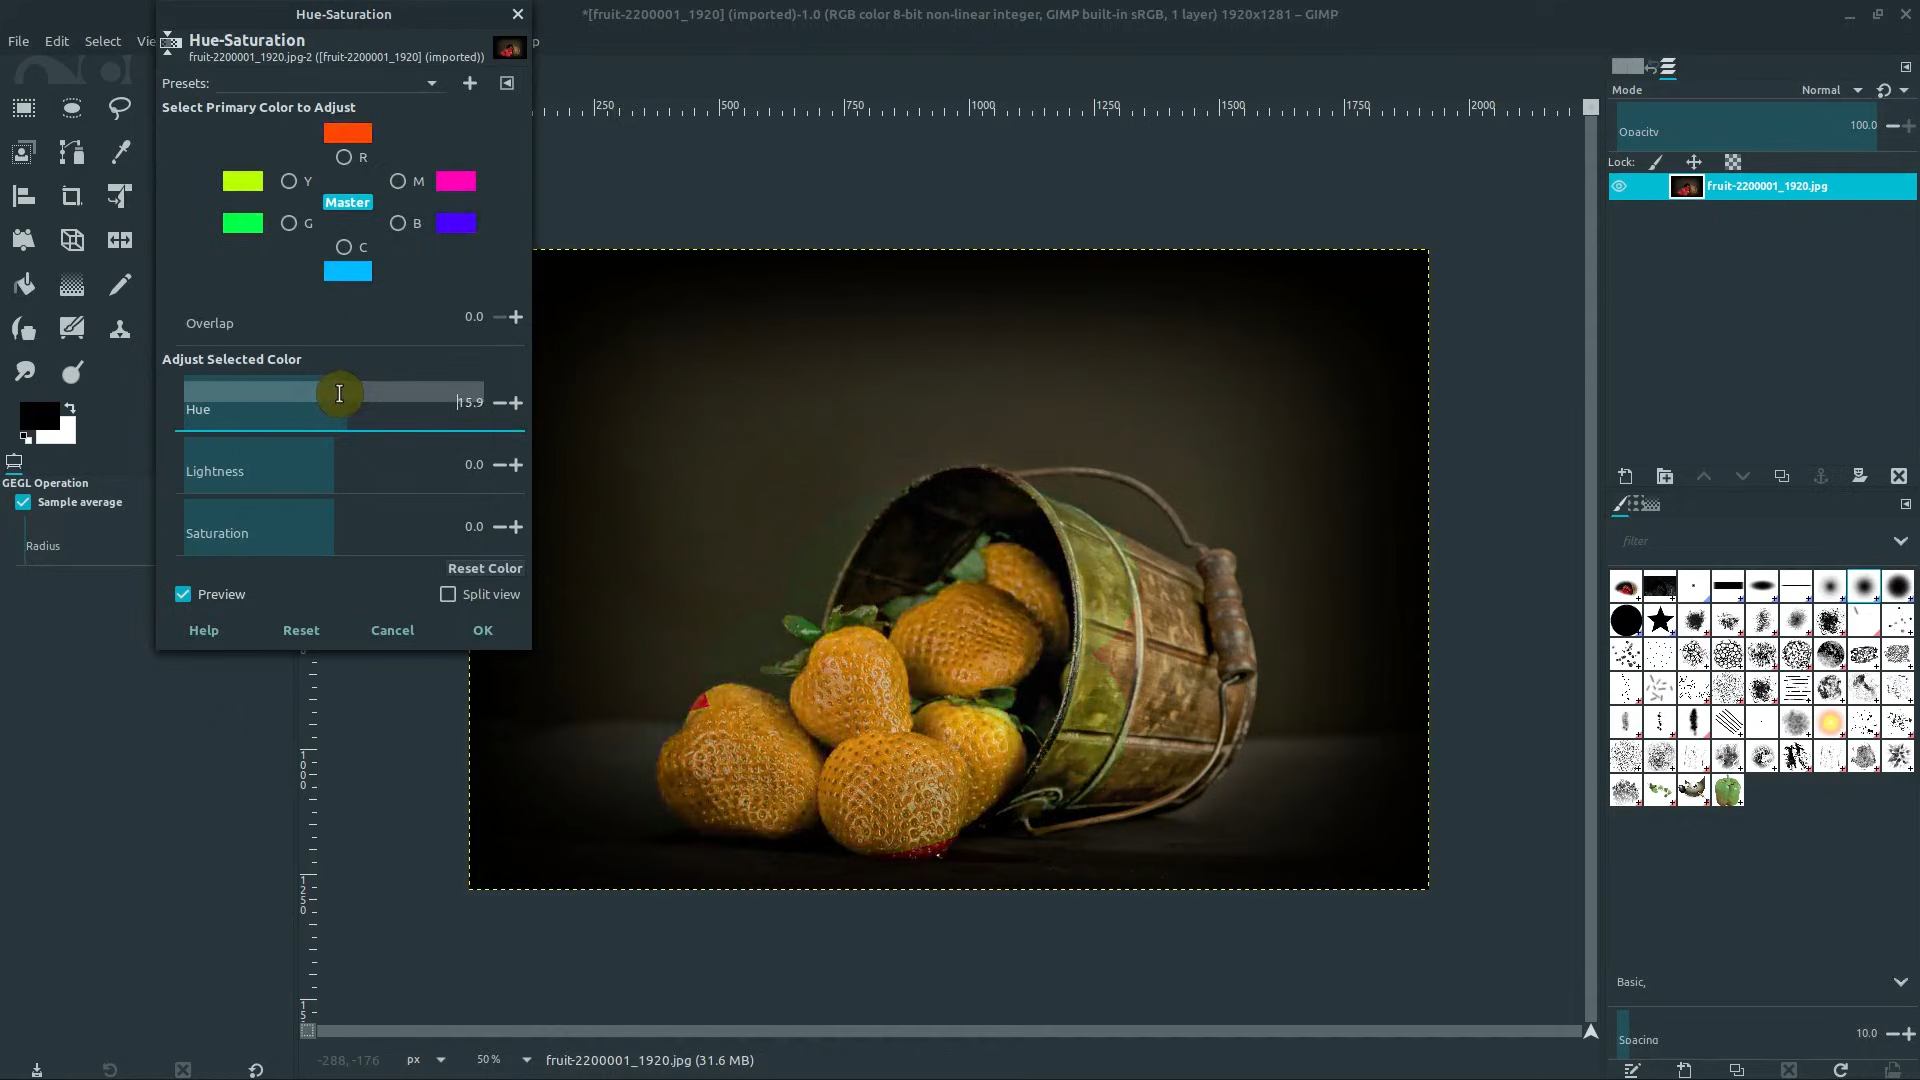 Hue-Saturation
*[fruit-2200001_1920] (imported)-1.0 (RGB color 8-bit non-linear integer, GIMP built-in sRGB, 1 layer) 1920x1281 – GIMP
File Edit Select
Hue-Saturation
fruit-2200001_1920.jpg-2 ([fruit-2200001_1920] (imported))
Presets:
Select Primary Color to Adjust
R
Y M
Master
G B
C
Overlap 0.0
Adjust Selected Color
Hue 15.9
Lightness 0.0
Saturation 0.0
Reset Color
Preview Split view
Help Reset Cancel OK
GEGL Operation
Sample average
Radius
250 500 750 1000 1250 1500 1750 2000
1000
1250
15
Mode Normal
Opacity 100.0
Lock:
fruit-2200001_1920.jpg
filter
Basic,
Spacing 10.0
-288, -176 px 50 % fruit-2200001_1920.jpg (31.6 MB)